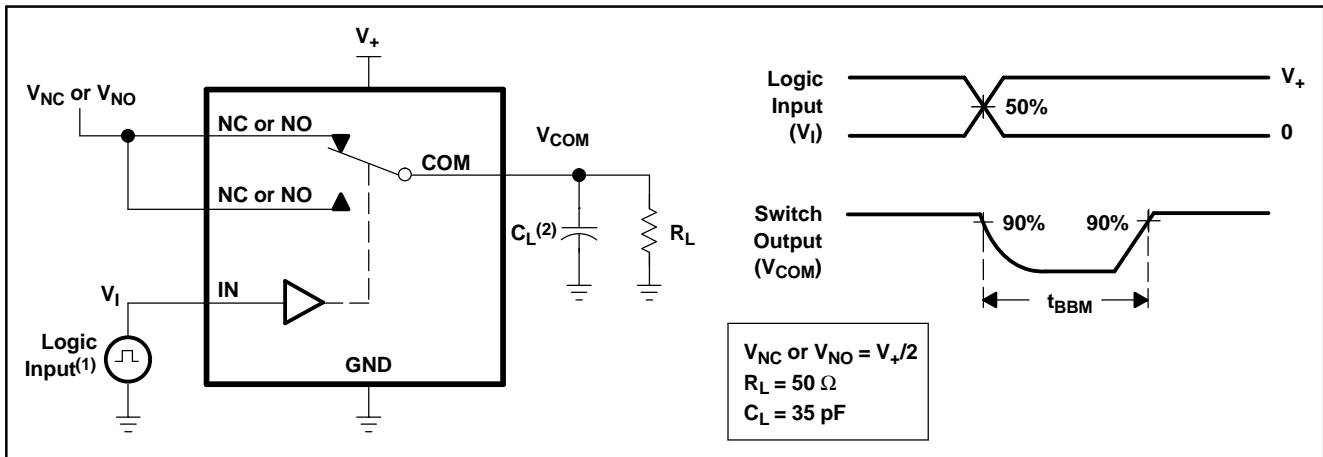 V+
VNC or VNO
NC or NO
VCOM
COM
NC or NO
CL(2)
RL
VI
IN
Logic
Input(1)
GND
Logic
Input
(VI)
50%
V+
0
Switch
Output
(VCOM)
90%
90%
tBBM
VNC or VNO = V+/2
RL = 50 Ω
CL = 35 pF